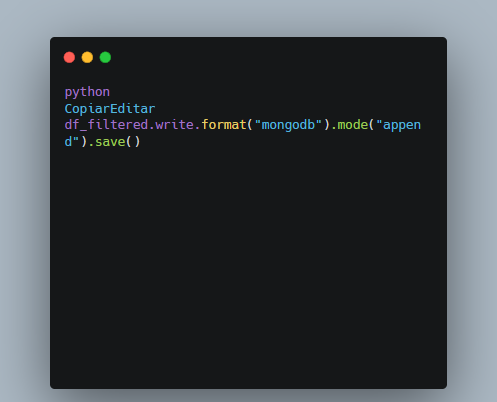 python
CopiarEditar
df_filtered.write.format("mongodb").mode("appen
d").save()